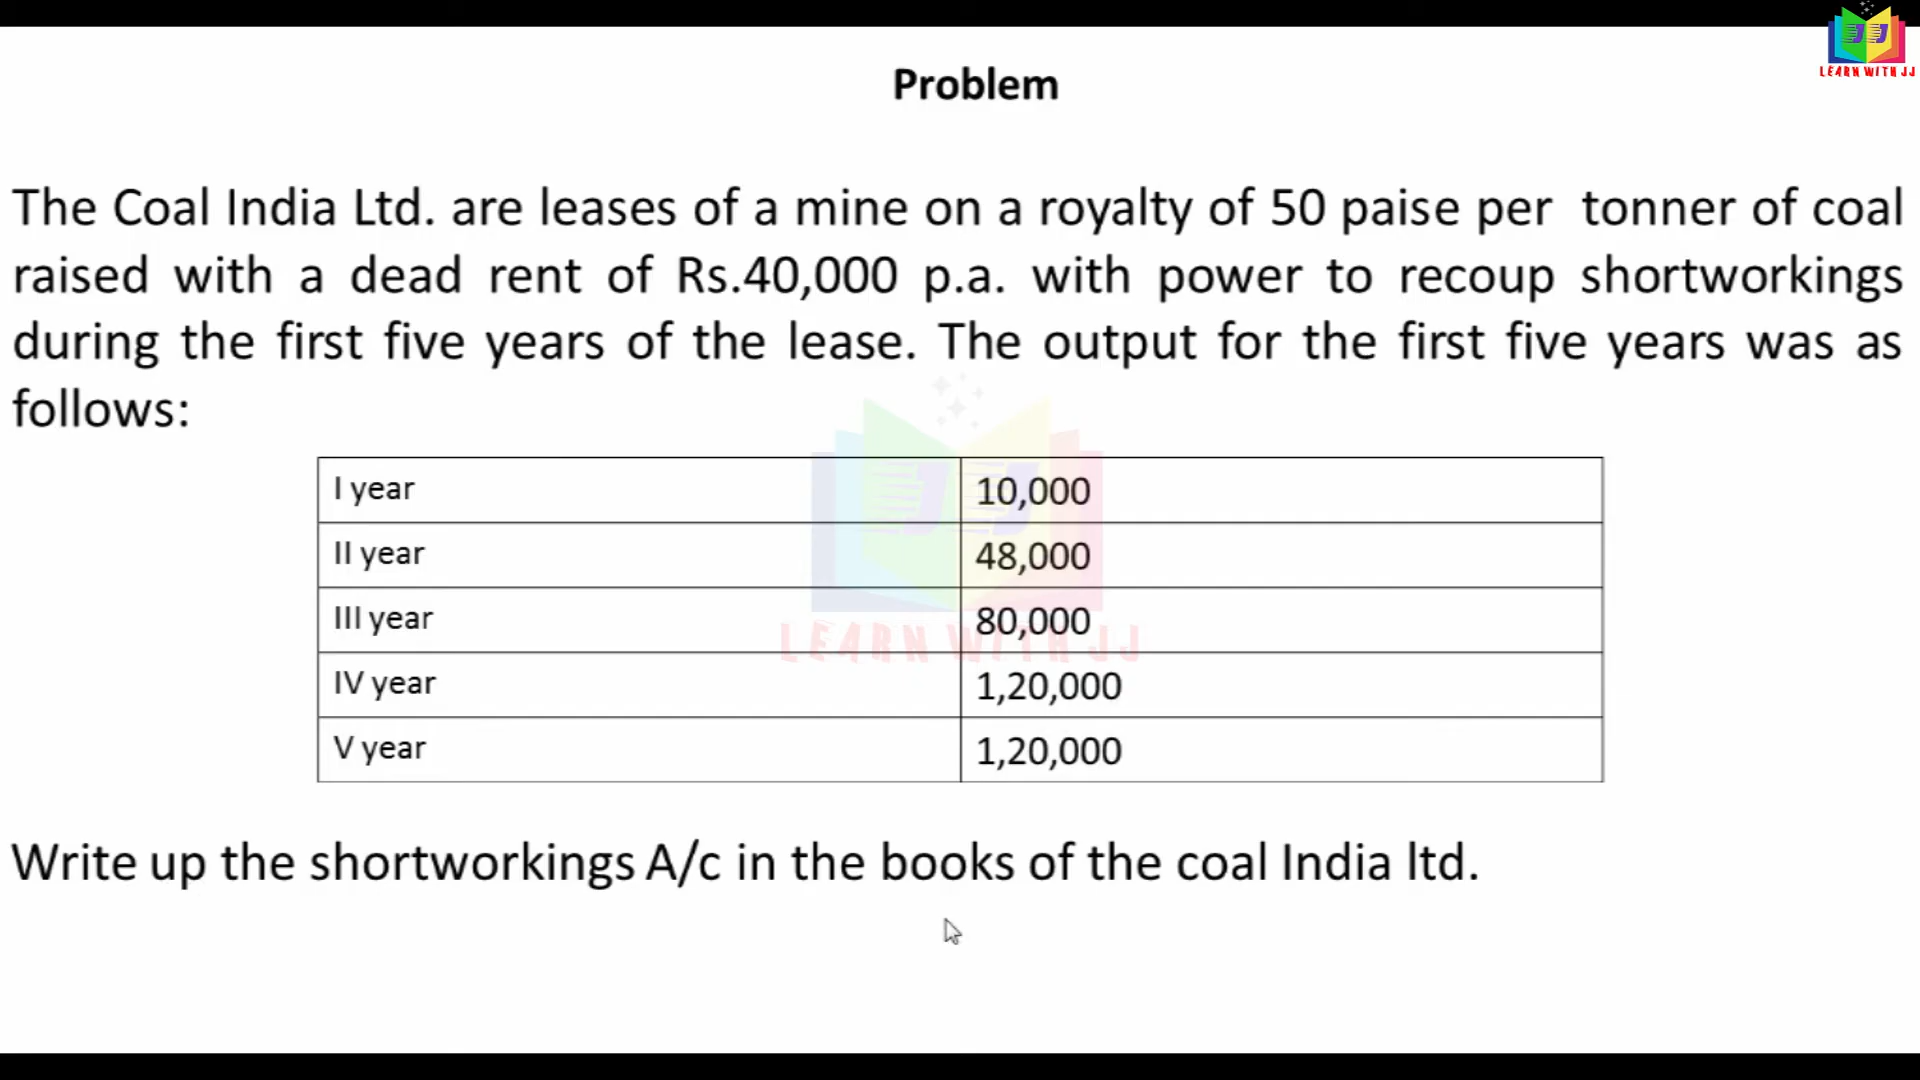 LEARN WITH JJ
Problem
The Coal India Ltd. are leases of a mine on a royalty of 50 paise per tonner of coal
raised with a dead rent of Rs.40,000 p.a. with power to recoup shortworkings
during the first five years of the lease. The output for the first five years was as
follows:
I year 10,000
II year 48,000
III year 80,000
LEARN WITH JJ
IV year 1,20,000
V year 1,20,000
Write up the shortworkings A/c in the books of the coal India ltd.